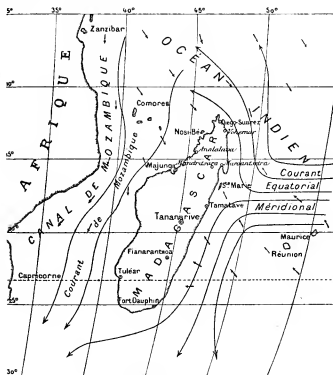 5° 35° 40° 45° 50°
Zanzibar
OCÉAN INDIEN
AFRIQUE
CANAL DE MOZAMBIQUE
10°
Comores
Diego-Suarez
Vohemar
Nosi-Bé
Analalava
15°
Majunga
Mozambique
Courant
Equatorial
Méridional
Ste Marie
Tamatave
Tananarive
MADAGASCAR
Maurice
Réunion
20°
Fianarantsoa
Capricorne
Courant de
Tuléar
Fort Dauphin
25°
30°